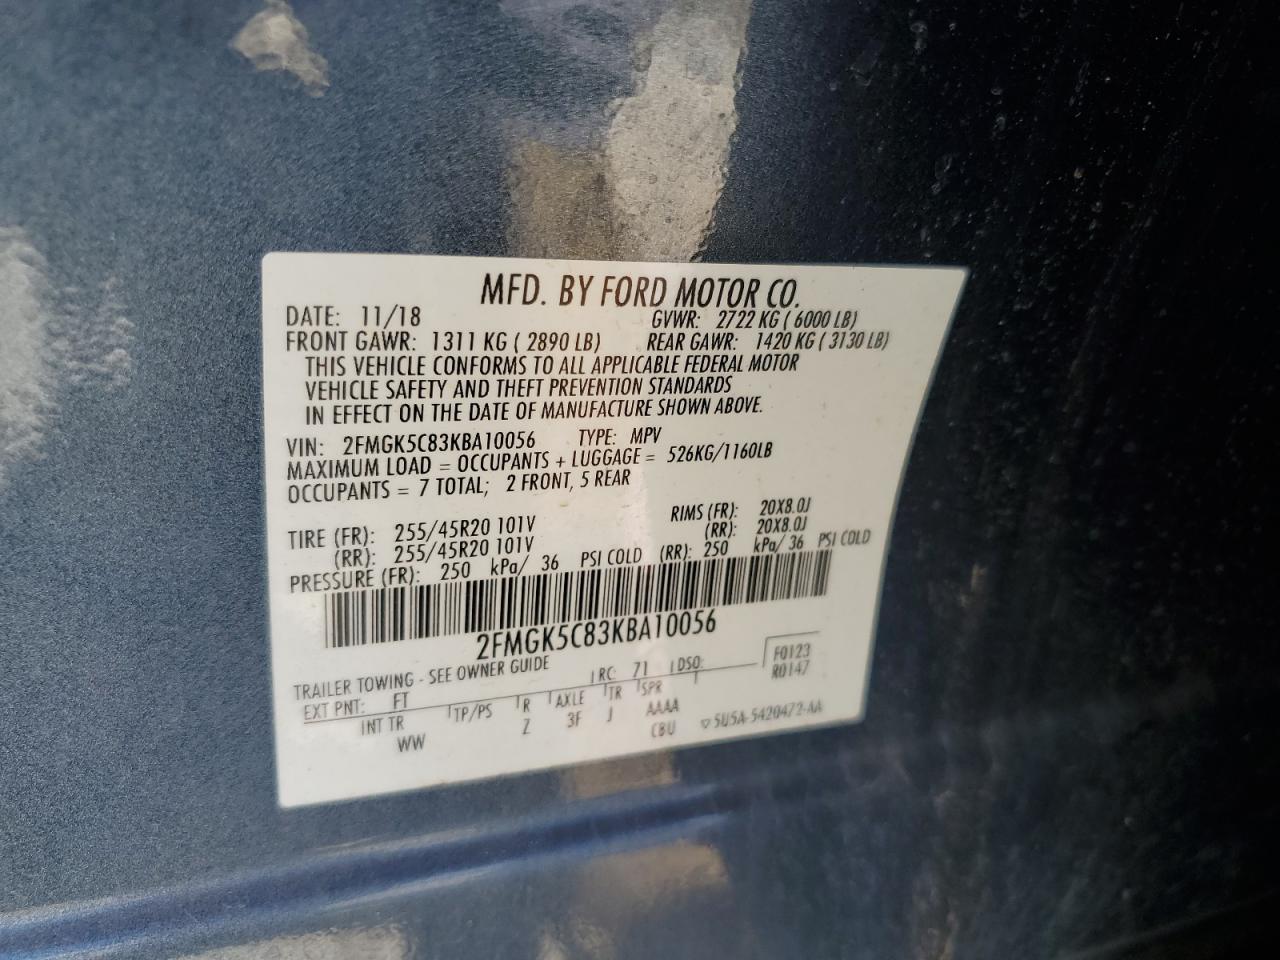 MFD. BY FORD MOTOR CO.
DATE: 11/18 GVWR: 2722 KG ( 6000 LB)
FRONT GAWR: 1311 KG ( 2890 LB) REAR GAWR: 1420 KG ( 3130 LB)
THIS VEHICLE CONFORMS TO ALL APPLICABLE FEDERAL MOTOR
VEHICLE SAFETY AND THEFT PREVENTION STANDARDS
IN EFFECT ON THE DATE OF MANUFACTURE SHOWN ABOVE.
VIN: 2FMGK5C83KBA10056 TYPE: MPV
MAXIMUM LOAD = OCCUPANTS + LUGGAGE = 526KG/1160LB
OCCUPANTS = 7 TOTAL; 2 FRONT, 5 REAR
TIRE (FR): 255/45R20 101V RIMS (FR): 20X8.0J
(RR): 255/45R20 101V (RR): 20X8.0J
PRESSURE (FR): 250 kPa/ 36 PSI COLD (RR): 250 kPa/ 36 PSI COLD
2FMGK5C83KBA10056
TRAILER TOWING - SEE OWNER GUIDE
EXT PNT: FT RC: 71 DSO: F0123
R0147
INT TR TP/PS R AXLE TR SPR
WW Z 3F J AAAA
CBU ▽ 5U5A-5420472-AA